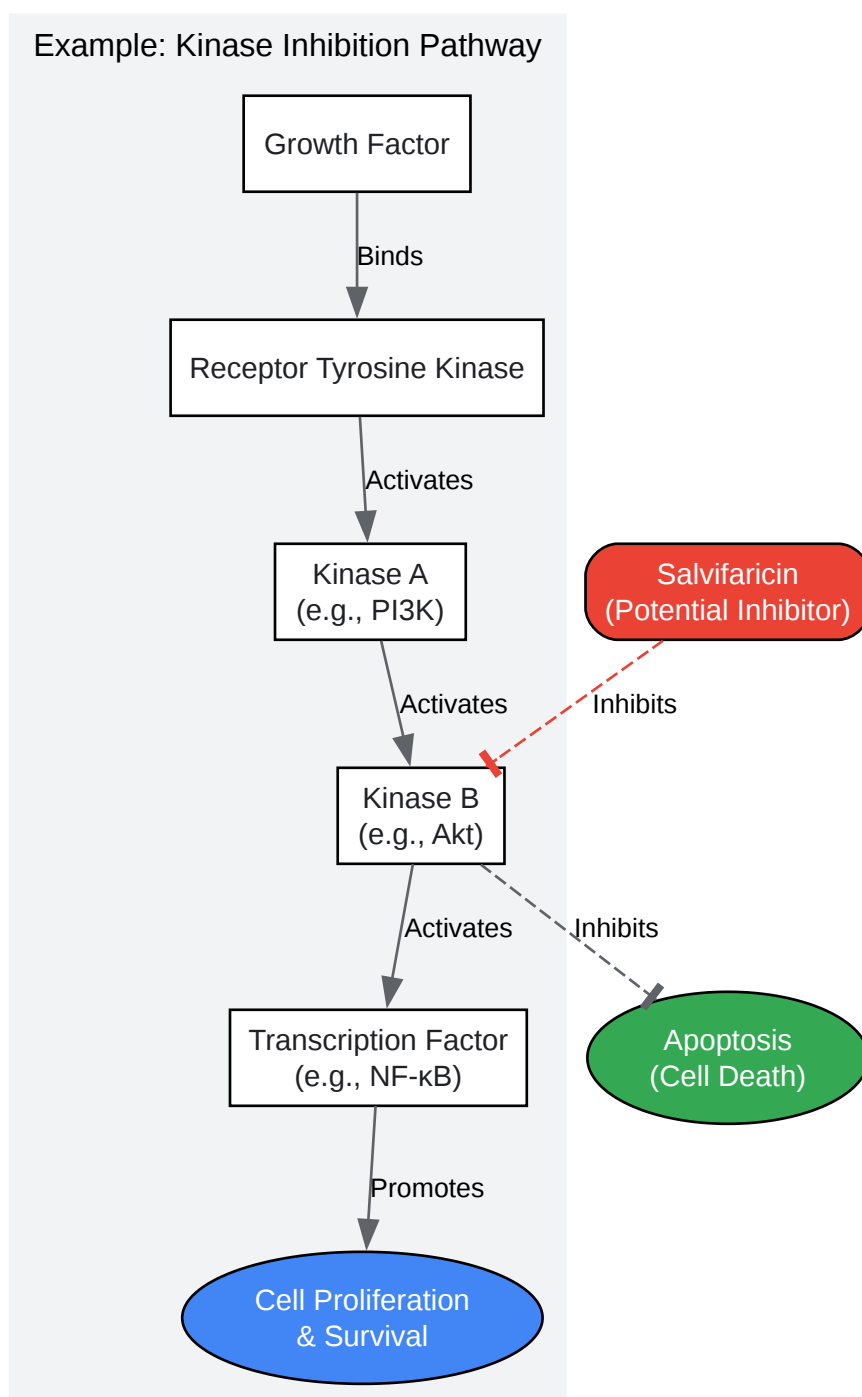 Example: Kinase Inhibition Pathway
Growth Factor
Binds
Receptor Tyrosine Kinase
Activates
Kinase A
(e.g., PI3K)
Salvifaricin
(Potential Inhibitor)
Activates
Inhibits
Kinase B
(e.g., Akt)
Activates
Inhibits
Transcription Factor
(e.g., NF-κB)
Apoptosis
(Cell Death)
Promotes
Cell Proliferation
& Survival